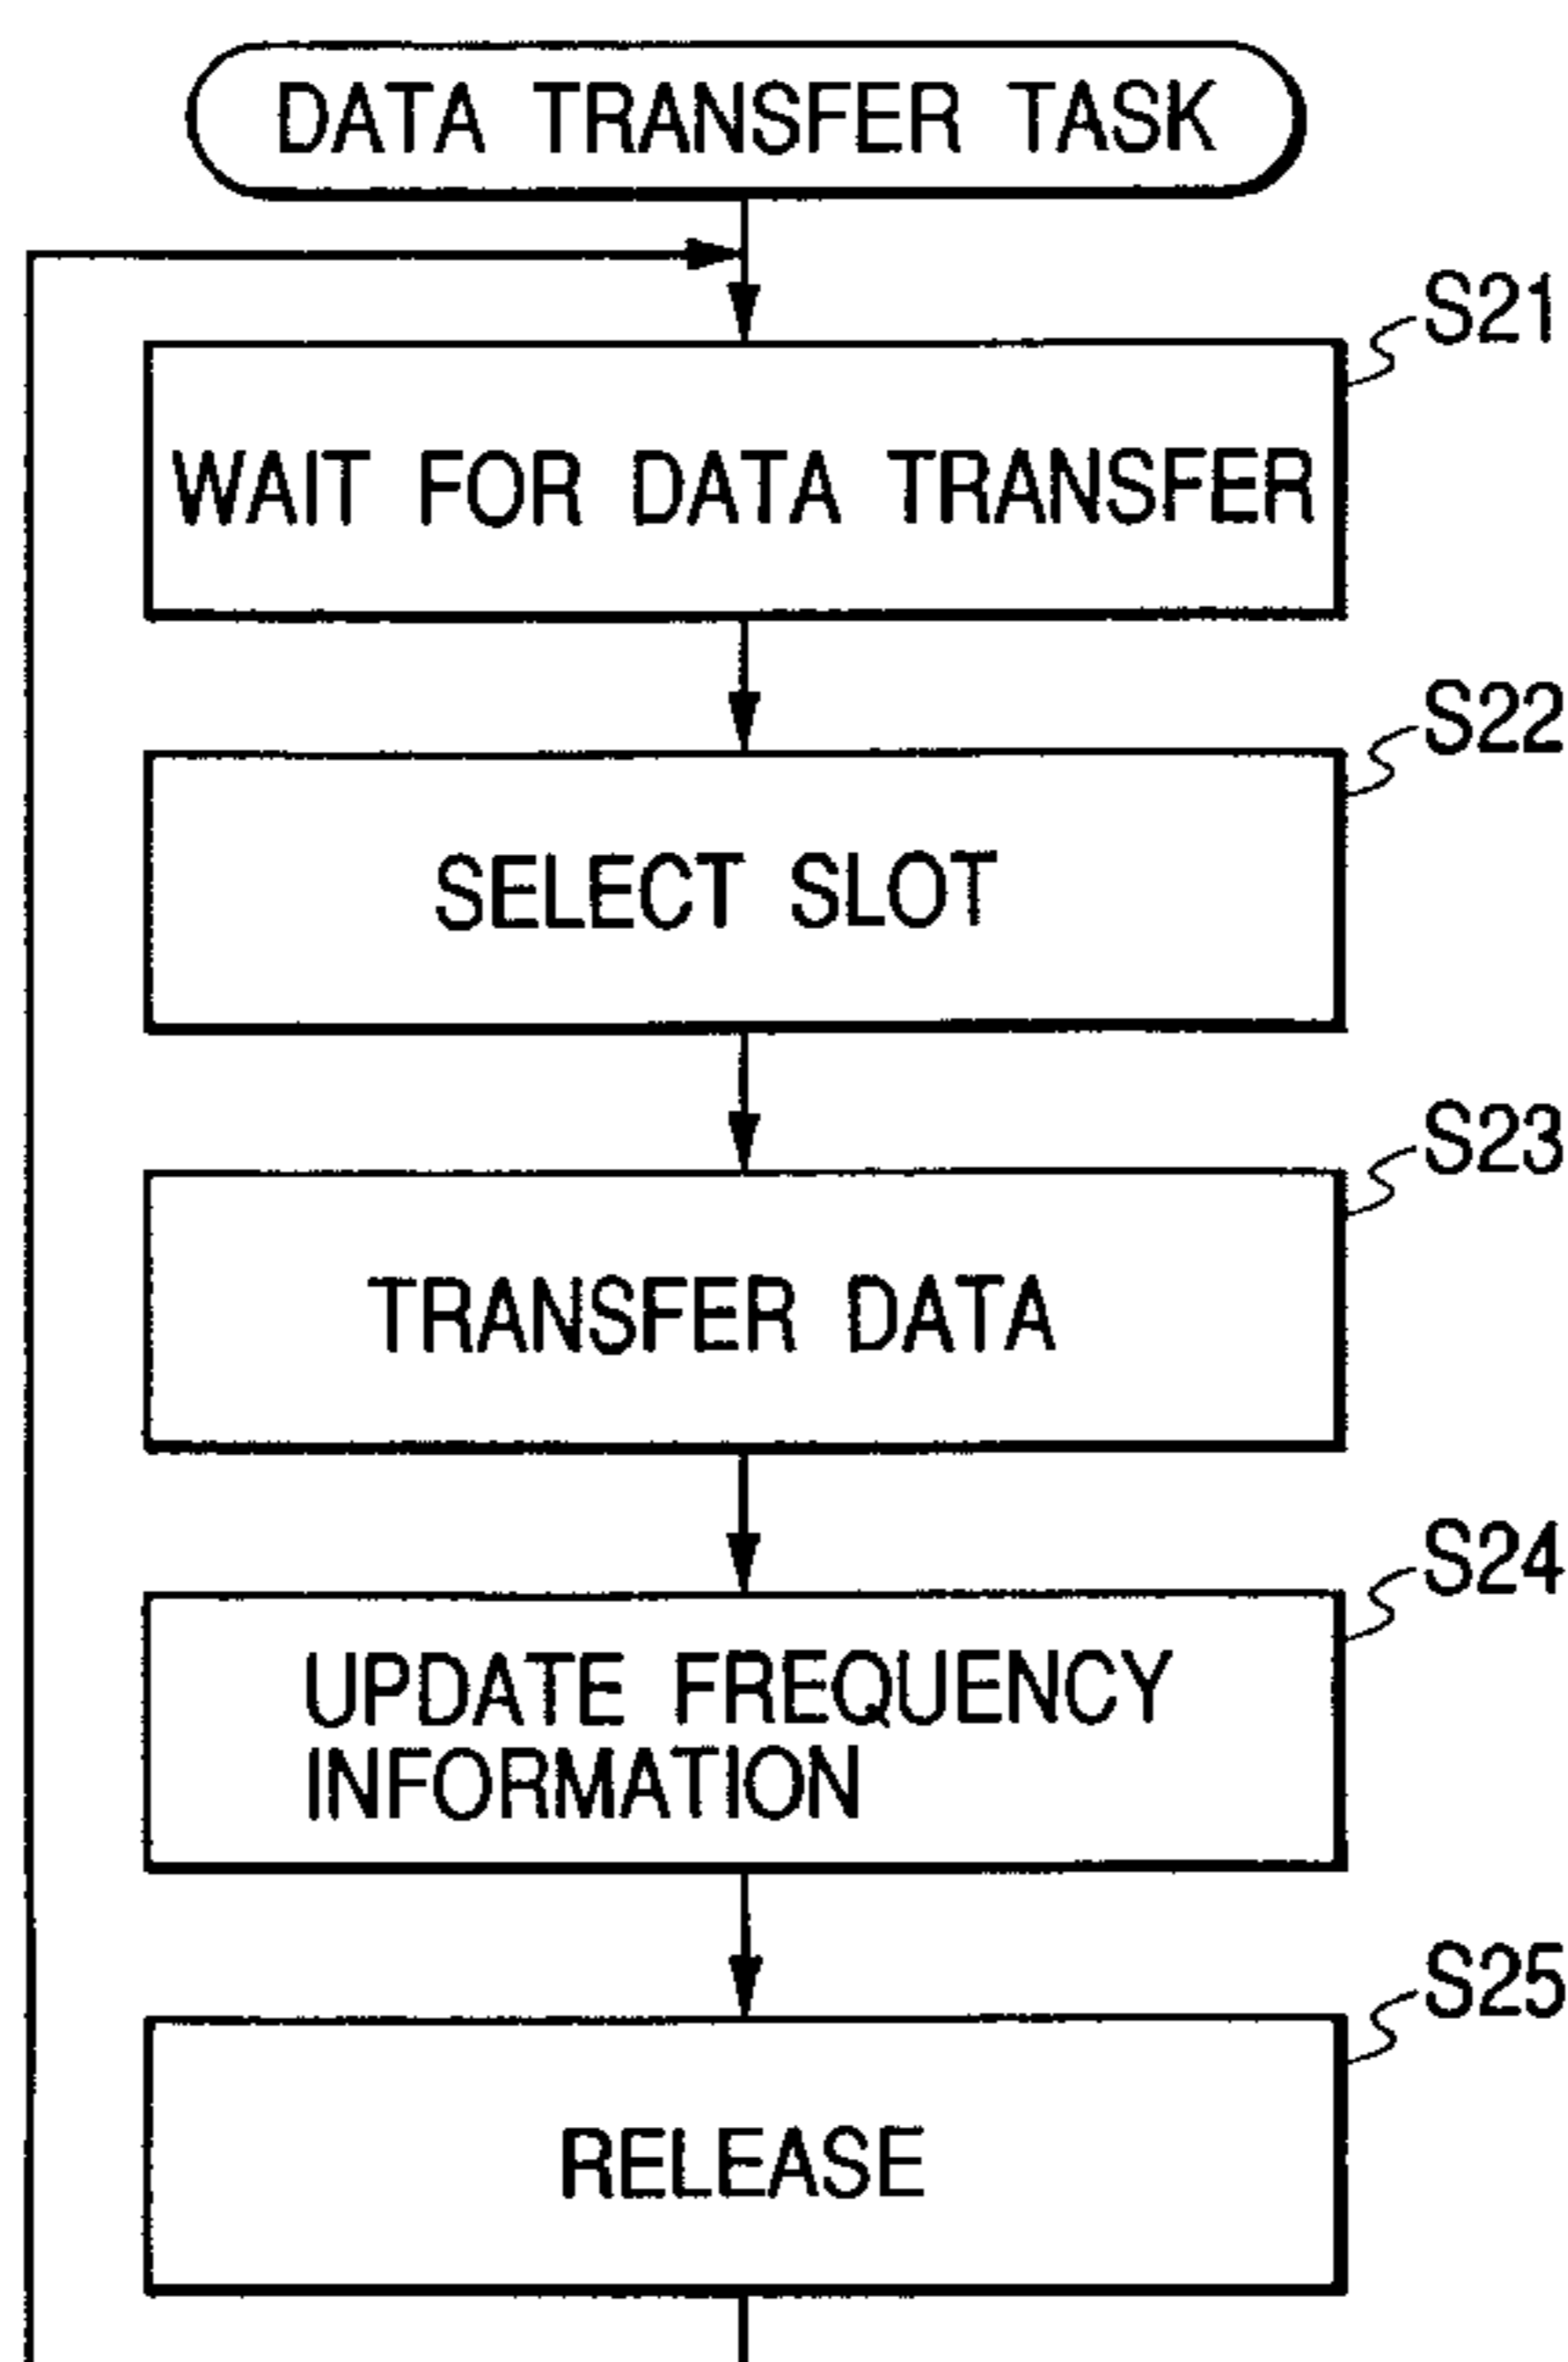 DATA TRANSFER TASK
S21
WAIT FOR DATA TRANSFER
S22
SELECT SLOT
S23
TRANSFER DATA
S24
UPDATE FREQUENCY
INFORMATION
S25
RELEASE